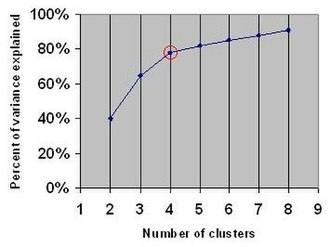 Percent of variance explained
100%
80%
60%
40%
20%
0%
1 2 3 4 5 6 7 8 9
Number of clusters